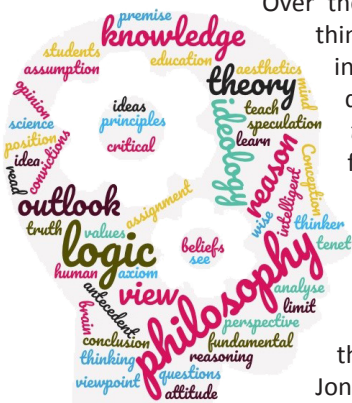 Over the
premise
knowledge
thin
students
education
assumption
theory
aesthetics
in
mind
opinion
ideas
teach
science
principles
ideology
speculation
position
critical
learn
idea
convictions
reason
Conception
read
outlook
assignment
intelligent
truth
values
wise
thinker
logic
beliefs
see
tenet
human
axiom
philosophy
view
analyse
antecedent
limit
brain
perspective
conclusion
fundamental
thinking
reasoning
th
viewpoint
questions
attitude
Jon